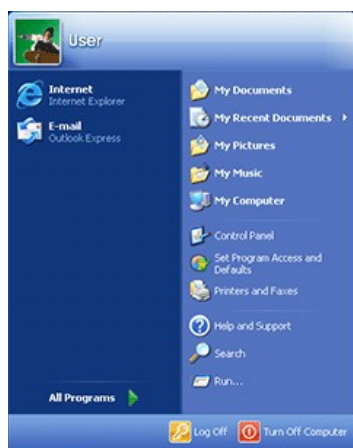 User
Internet
Internet Explorer
E-mail
Outlook Express
All Programs
My Documents
My Recent Documents
My Pictures
My Music
My Computer
Control Panel
Set Program Access and
Defaults
Printers and Faxes
Help and Support
Search
Run...
Log Off
Turn Off Computer